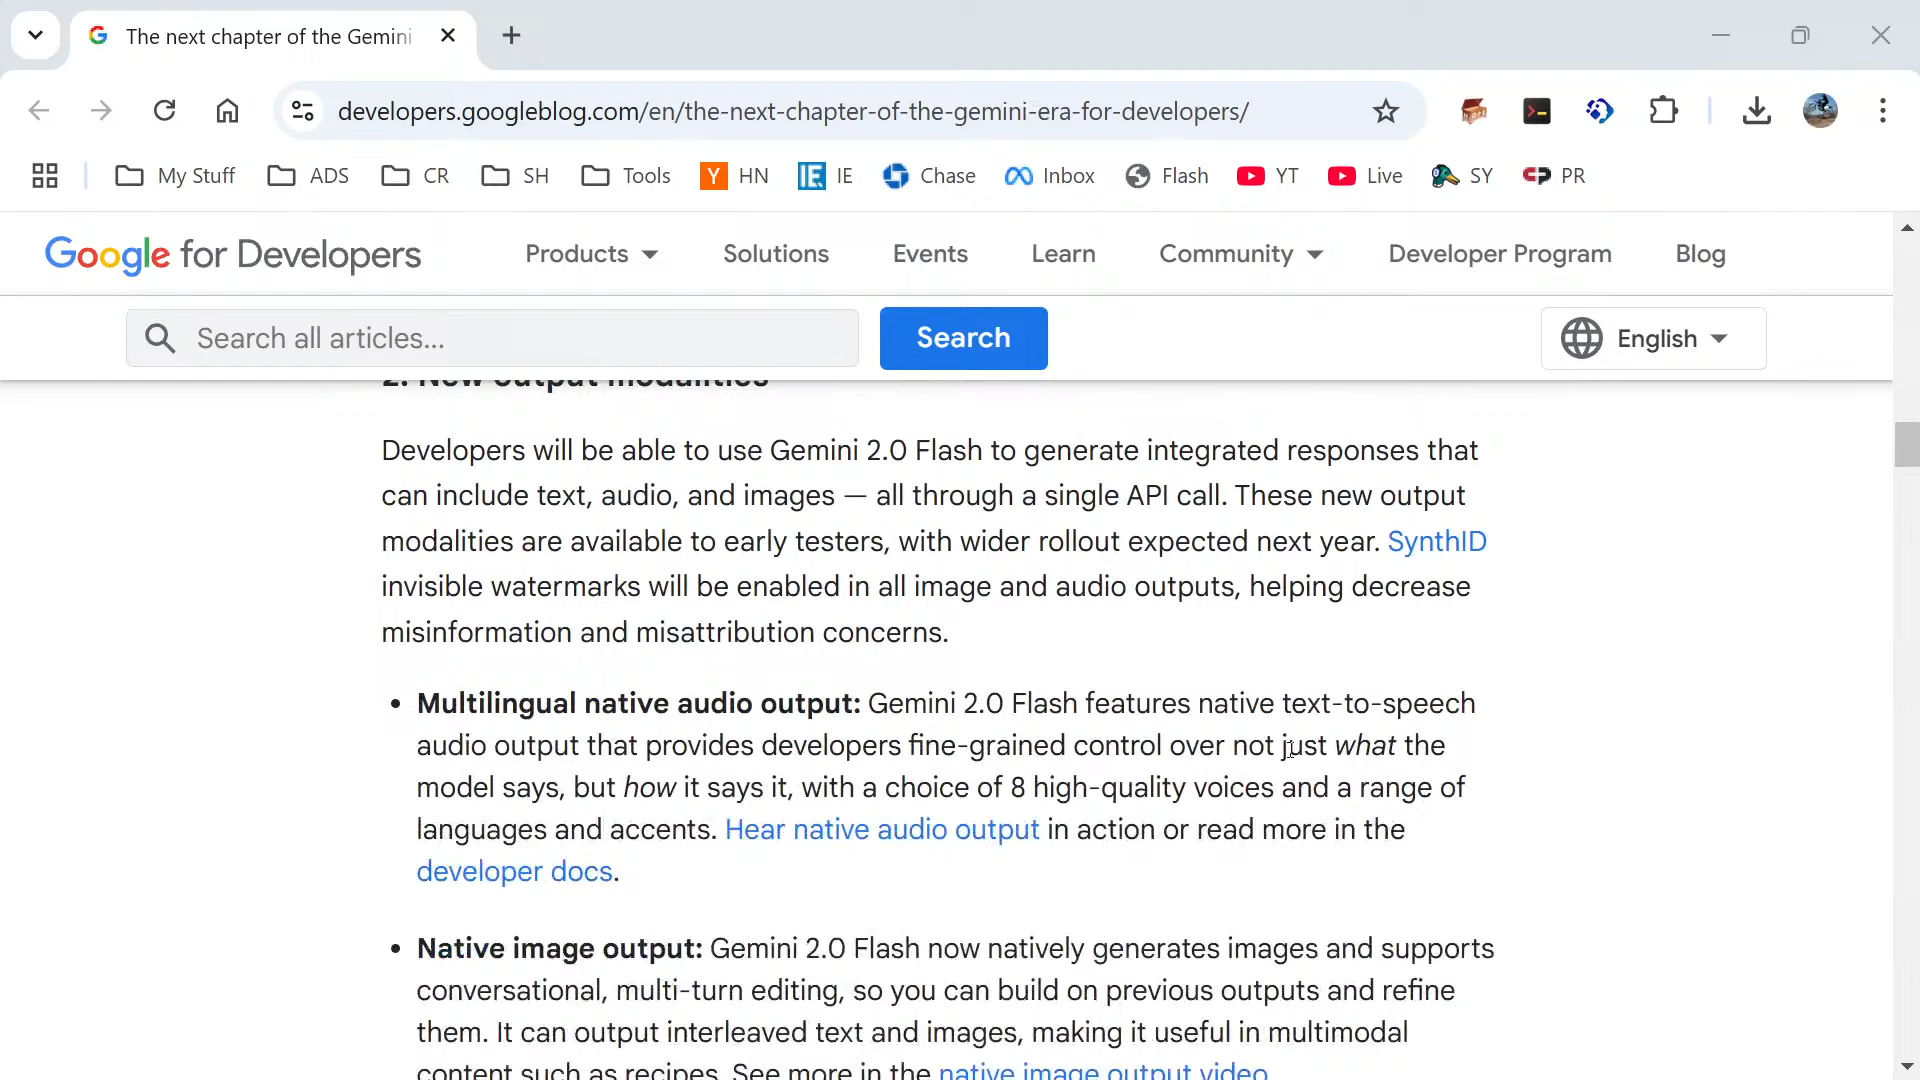 The next chapter of the Gemini
developers.googleblog.com/en/the-next-chapter-of-the-gemini-era-for-developers/
My Stuff ADS CR SH Tools HN IE Chase Inbox Flash YT Live SY PR
Google for Developers Products Solutions Events Learn Community Developer Program Blog
Search all articles... Search English
2. New output modalities
Developers will be able to use Gemini 2.0 Flash to generate integrated responses that
can include text, audio, and images — all through a single API call. These new output
modalities are available to early testers, with wider rollout expected next year. SynthID
invisible watermarks will be enabled in all image and audio outputs, helping decrease
misinformation and misattribution concerns.
• Multilingual native audio output: Gemini 2.0 Flash features native text-to-speech
audio output that provides developers fine-grained control over not just what the
model says, but how it says it, with a choice of 8 high-quality voices and a range of
languages and accents. Hear native audio output in action or read more in the
developer docs.
• Native image output: Gemini 2.0 Flash now natively generates images and supports
conversational, multi-turn editing, so you can build on previous outputs and refine
them. It can output interleaved text and images, making it useful in multimodal
content such as recipes. See more in the native image output video